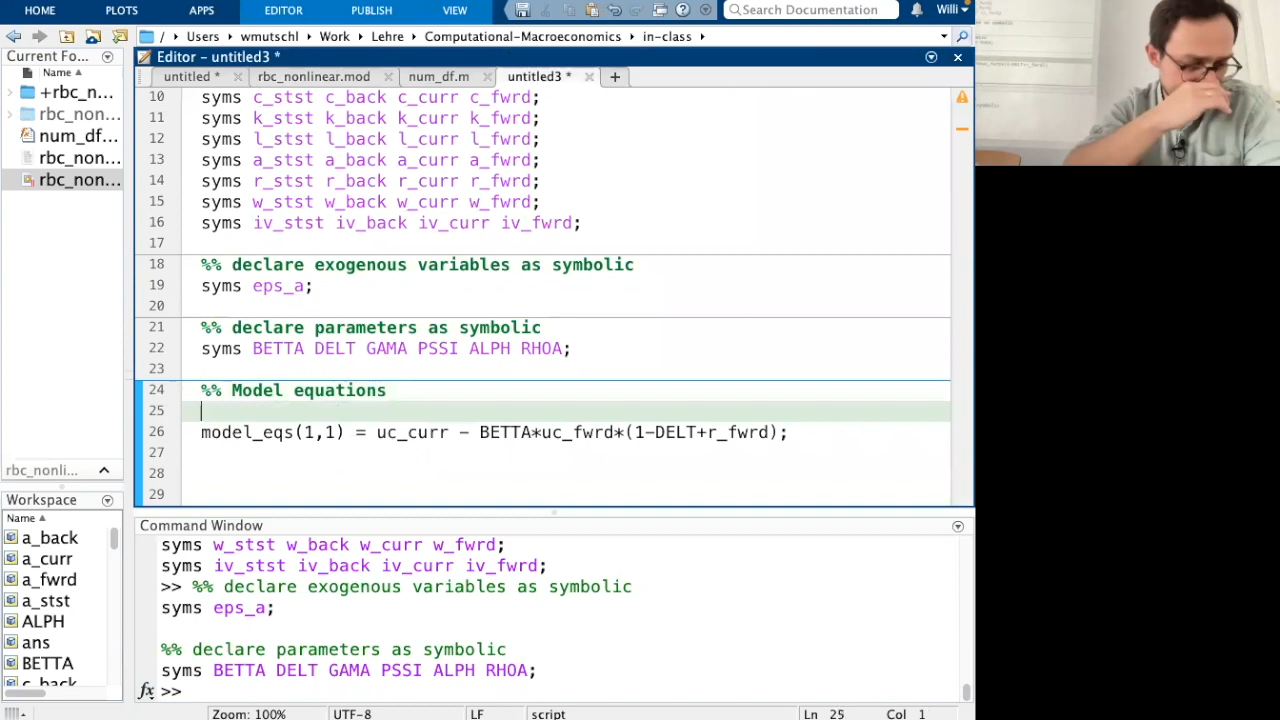 HOME PLOTS APPS EDITOR PUBLISH VIEW Search Documentation Willi
/ Users wmutsch Work Lehre Computational-Macroeconomics in-class
Current Fo...
Editor - untitled3 *
Name
untitled * rbc_nonlinear.mod num_df.m untitled3 * +
+rbc_n...
rbc_non...
num_df...
rbc_non...
rbc_non...
10 syms c_stst c_back c_curr c_fwrd;
11 syms k_stst k_back k_curr k_fwrd;
12 syms l_stst l_back l_curr l_fwrd;
13 syms a_stst a_back a_curr a_fwrd;
14 syms r_stst r_back r_curr r_fwrd;
15 syms w_stst w_back w_curr w_fwrd;
16 syms iv_stst iv_back iv_curr iv_fwrd;
17
18 %% declare exogenous variables as symbolic
19 syms eps_a;
20
21 %% declare parameters as symbolic
22 syms BETTA DELT GAMA PSSI ALPH RHOA;
23
24 %% Model equations
25
26 model_eqs(1,1) = uc_curr - BETTA*uc_fwrd*(1-DELT+r_fwrd);
27
28
29
rbc_nonli...
Workspace
Name
a_back
a_curr
a_fwrd
a_stst
ALPH
ans
BETTA
c_back
Command Window
syms w_stst w_back w_curr w_fwrd;
syms iv_stst iv_back iv_curr iv_fwrd;
>> %% declare exogenous variables as symbolic
syms eps_a;
%% declare parameters as symbolic
syms BETTA DELT GAMA PSSI ALPH RHOA;
fx >>
Zoom: 100% UTF-8 LF script Ln 25 Col 1